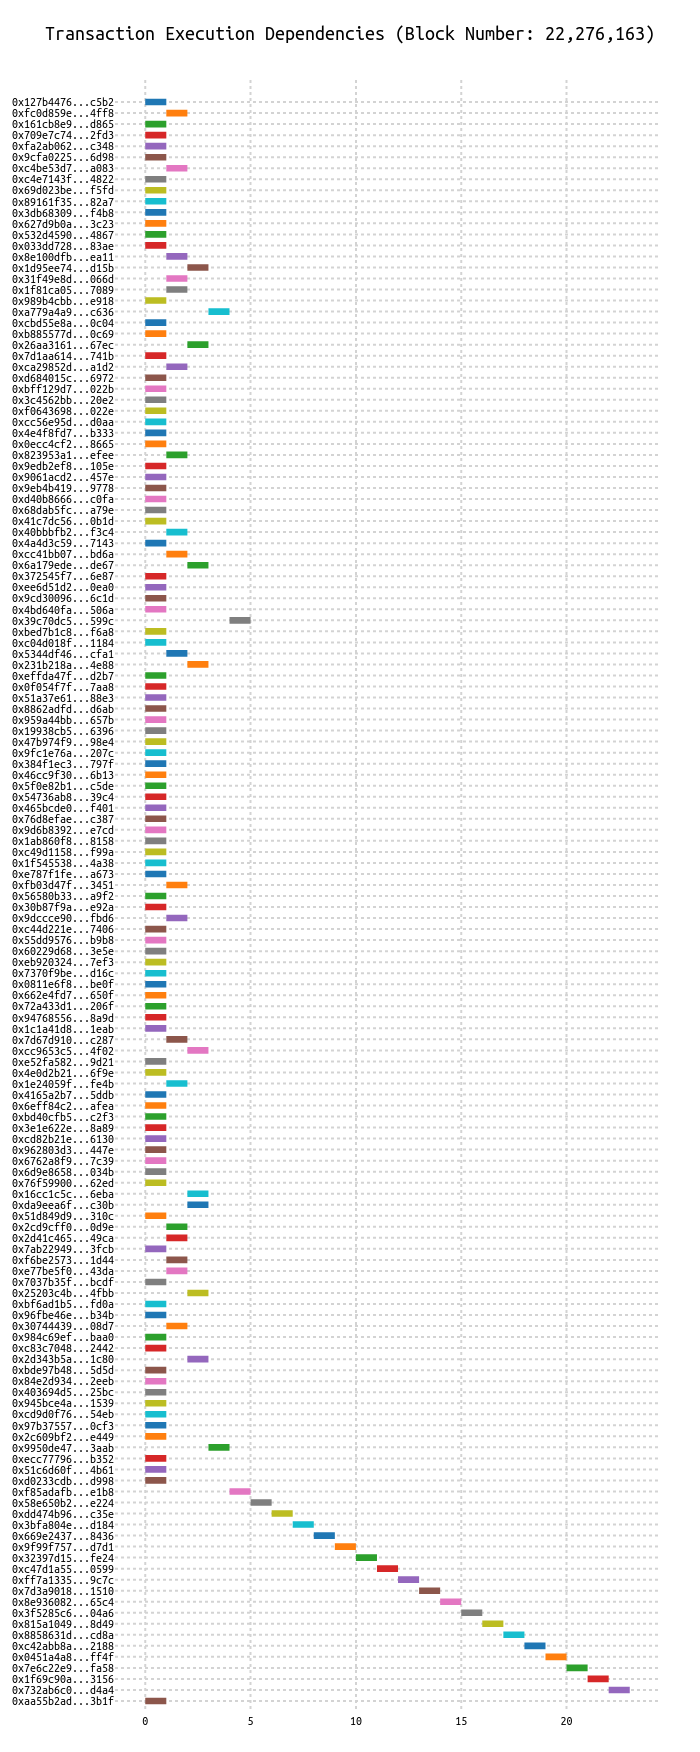 Transaction Execution Dependencies (Block Number: 22,276,163)
0x127b4476...c5b2
0xfc0d859e...4ff8
0x161cb8e9...d865
0x709e7c74...2fd3
0xfa2ab062...c348
0x9cfa0225...6d98
0xc4be53d7...a083
0xc4e7143f...4822
0x69d023be...f5fd
0x89161f35...82a7
0x3db68309...f4b8
0x627d9b0a...3c23
0x532d4590...4867
0x033dd728...83ae
0x8e100dfb...ea11
0x1d95ee74...d15b
0x31f49e8d...066d
0x1f81ca05...7089
0x989b4cbb...e918
0xa779a4a9...c636
0xcbd55e8a...0c04
0xb885577d...0c69
0x26aa3161...67ec
0x7d1aa614...741b
0xca29852d...a1d2
0xd684015c...6972
0xbff129d7...022b
0x3c4562bb...20e2
0xf0643698...022e
0xcc56e95d...d0aa
0x4e4f8fd7...b333
0x0ecc4cf2...8665
0x823953a1...efee
0x9edb2ef8...105e
0x9061acd2...457e
0x9eb4b419...9778
0xd40b8666...c0fa
0x68dab5fc...a79e
0x41c7dc56...0b1d
0x40bbbfb2...f3c4
0x4a4d3c59...7143
0xcc41bb07...bd6a
0x6a179ede...de67
0x372545f7...6e87
0xee6d51d2...0ea0
0x9cd30096...6c1d
0x4bd640fa...506a
0x39c70dc5...599c
0xbed7b1c8...f6a8
0xc04d018f...1184
0x5344df46...cfa1
0x231b218a...4e88
0xeffda47f...d2b7
0x0f054f7f...7aa8
0x51a37e61...88e3
0x8862adfd...d6ab
0x959a44bb...657b
0x19938cb5...6396
0x47b974f9...98e4
0x9fc1e76a...207c
0x384f1ec3...797f
0x46cc9f30...6b13
0x5f0e82b1...c5de
0x54736ab8...39c4
0x465bcde0...f401
0x76d8efae...c387
0x9d6b8392...e7cd
0x1ab860f8...8158
0xc49d1158...f99a
0x1f545538...4a38
0xe787f1fe...a673
0xfb03d47f...3451
0x56580b33...a9f2
0x30b87f9a...e92a
0x9dccce90...fbd6
0xc44d221e...7406
0x55dd9576...b9b8
0x60229d68...3e5e
0xeb920324...7ef3
0x7370f9be...d16c
0x0811e6f8...be0f
0x662e4fd7...650f
0x72a433d1...206f
0x94768556...8a9d
0x1c1a41d8...1eab
0x7d67d910...c287
0xcc9653c5...4f02
0xe52fa582...9d21
0x4e0d2b21...6f9e
0x1e24059f...fe4b
0x4165a2b7...5ddb
0x6eff84c2...afea
0xbd40cfb5...c2f3
0x3e1e622e...8a89
0xcd82b21e...6130
0x962803d3...447e
0x6762a8f9...7c39
0x6d9e8658...034b
0x76f59900...62ed
0x16cc1c5c...6eba
0xda9eea6f...c30b
0x51d849d9...310c
0x2cd9cff0...0d9e
0x2d41c465...49ca
0x7ab22949...3fcb
0xf6be2573...1d44
0xe77be5f0...43da
0x7037b35f...bcdf
0x25203c4b...4fbb
0xbf6ad1b5...fd0a
0x96fbe46e...b34b
0x30744439...08d7
0x984c69ef...baa0
0xc83c7048...2442
0x2d343b5a...1c80
0xbde97b48...5d5d
0x84e2d934...2eeb
0x403694d5...25bc
0x945bce4a...1539
0xcd9d0f76...54eb
0x97b37557...0cf3
0x2c609bf2...e449
0x9950de47...3aab
0xecc77796...b352
0x51c6d60f...4b61
0xd0233cdb...d998
0xf85adafb...e1b8
0x58e650b2...e224
0xdd474b96...c35e
0x3bfa804e...d184
0x669e2437...8436
0x9f99f757...d7d1
0x32397d15...fe24
0xc47d1a55...0599
0xff7a1335...9c7c
0x7d3a9018...1510
0x8e936082...65c4
0x3f5285c6...04a6
0x815a1049...8d49
0x8858631d...cd8a
0xc42abb8a...2188
0x0451a4a8...ff4f
0x7e6c22e9...fa58
0x1f69c90a...3156
0x732ab6c0...d4a4
0xaa55b2ad...3b1f
0 5 10 15 20